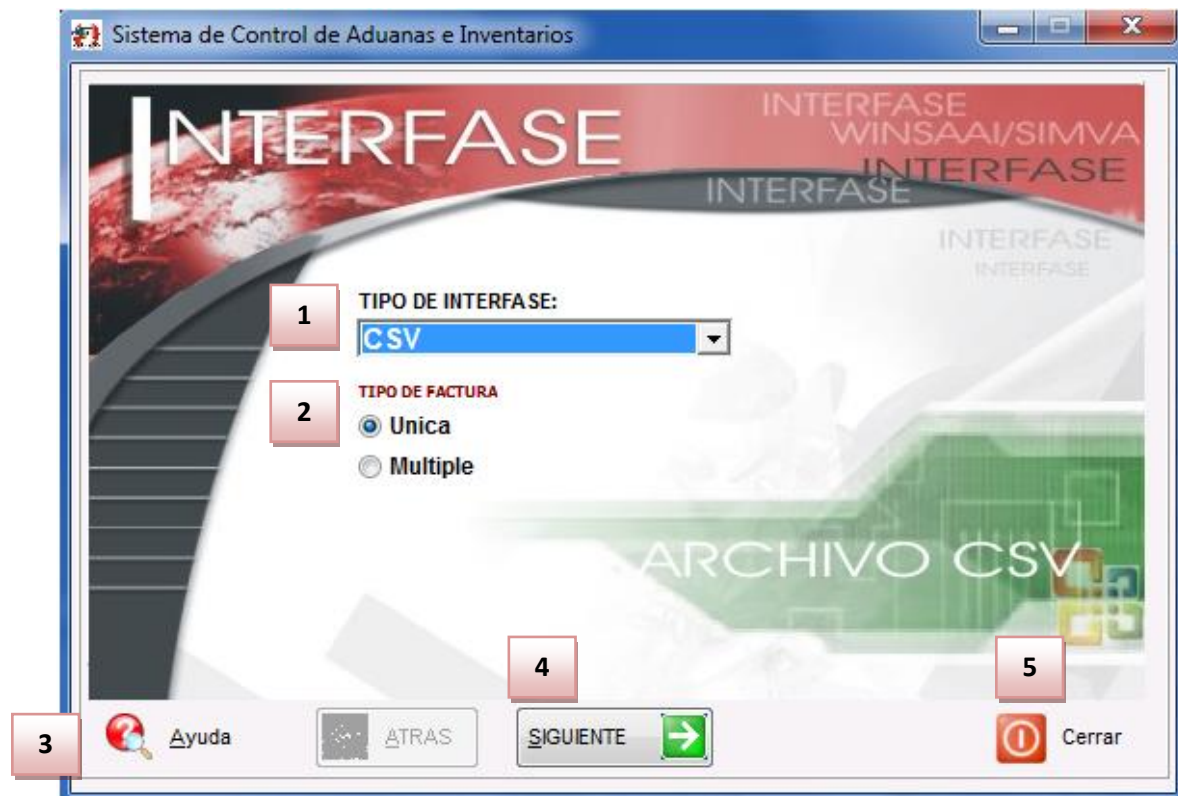 Sistema de Control de Aduanas e Inventarios
INTERFASE
INTERFASE
WINSAAI/SIMVA
INTERFASE
INTERFASE
INTERFASE
INTERFASE
1
TIPO DE INTERFASE:
CSV
2
TIPO DE FACTURA
Unica
Multiple
ARCHIVO CSV
4
5
3
Ayuda
ATRAS
SIGUIENTE
Cerrar